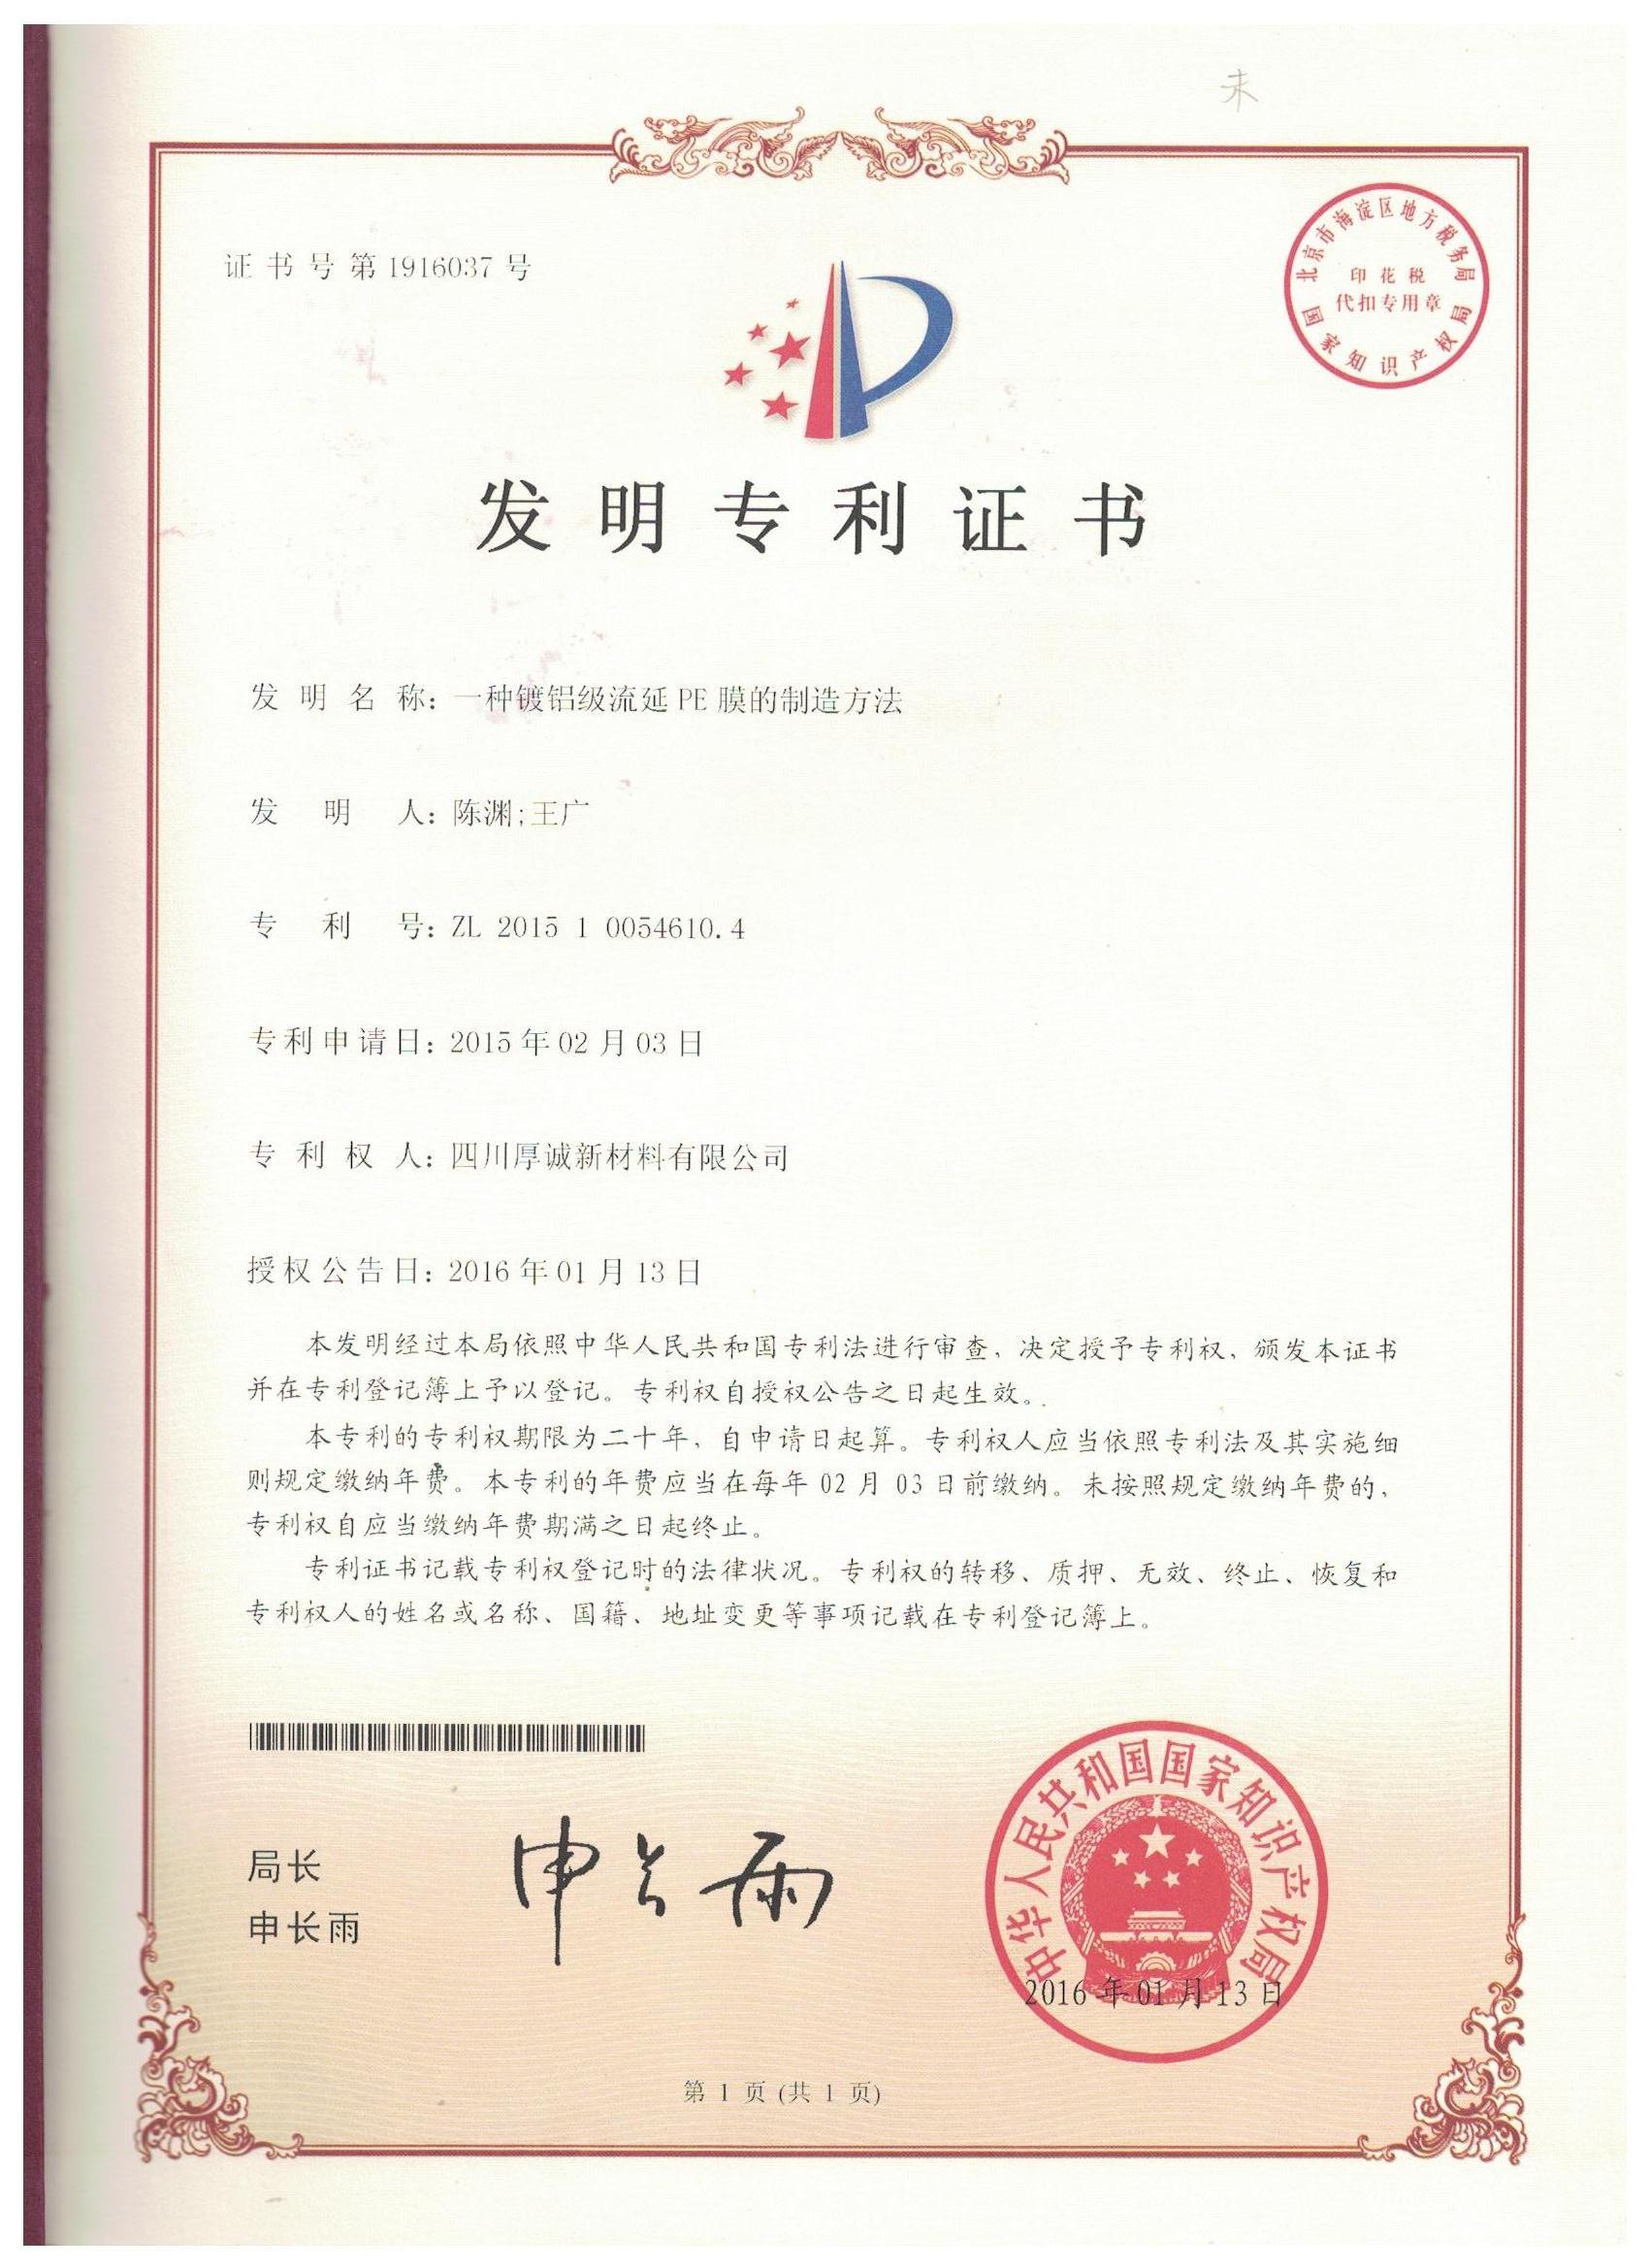 未
证书号第1916037号
北京市海淀区地方税务局
印花税
代扣专用章
国家知识产权局
发明专利证书
发明名称：一种镀铝级流延PE膜的制造方法
发明人：陈渊;王广
专利号：ZL 2015 1 0054610.4
专利申请日：2015年02月03日
专利权人：四川厚诚新材料有限公司
授权公告日：2016年01月13日
本发明经过本局依照中华人民共和国专利法进行审查，决定授予专利权，颁发本证书
并在专利登记簿上予以登记。专利权自授权公告之日起生效。
本专利的专利权期限为二十年，自申请日起算。专利权人应当依照专利法及其实施细
则规定缴纳年费。本专利的年费应当在每年02月03日前缴纳。未按照规定缴纳年费的，
专利权自应当缴纳年费期满之日起终止。
专利证书记载专利权登记时的法律状况。专利权的转移、质押、无效、终止、恢复和
专利权人的姓名或名称、国籍、地址变更等事项记载在专利登记簿上。
局长
申长雨
申长雨
中华人民共和国国家知识产权局
2016年01月13日
第 1 页 (共 1 页)